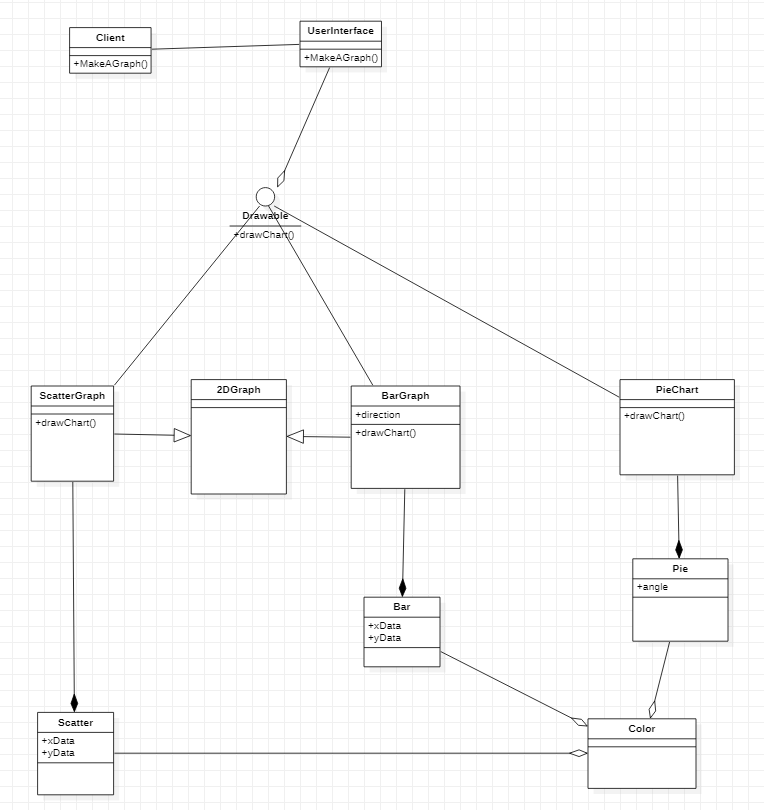 Client
+MakeAGraph()
UserInterface
+MakeAGraph()
Drawable
+drawChart()
ScatterGraph
+drawChart()
2DGraph
BarGraph
+direction
+drawChart()
PieChart
+drawChart()
Pie
+angle
Bar
+xData
+yData
Scatter
+xData
+yData
Color